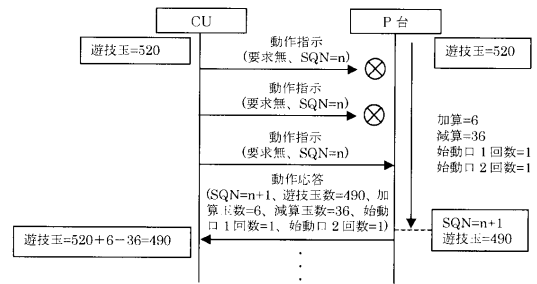 CU
P台
遊技玉=520
動作指示
(要求無、SQN=n)
遊技玉=520
動作指示
(要求無、SQN=n)
動作指示
(要求無、SQN=n)
加算=6
減算=36
始動口1回数=1
始動口2回数=1
動作応答
(SQN=n+1、遊技玉数=490、加
算玉数=6、減算玉数=36、始動
口1回数=1、始動口2回数=1)
SQN=n+1
遊技玉=490
遊技玉=520+6-36=490